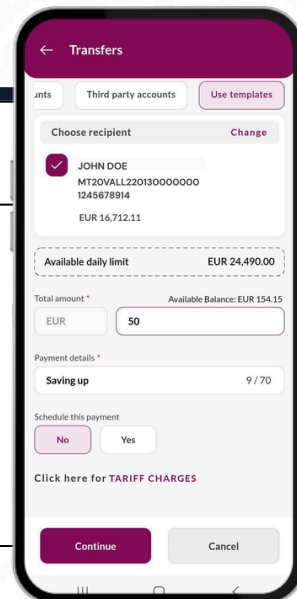 Transfers
unts Third party accounts Use templates
Choose recipient Change
JOHN DOE
MT20VALL220130000000
1245678914
EUR 16,712.11
Available daily limit EUR 24,490.00
Total amount * Available Balance: EUR 154.15
EUR 50
Payment details *
Saving up 9 / 70
Schedule this payment
No Yes
Click here for TARIFF CHARGES
Continue Cancel